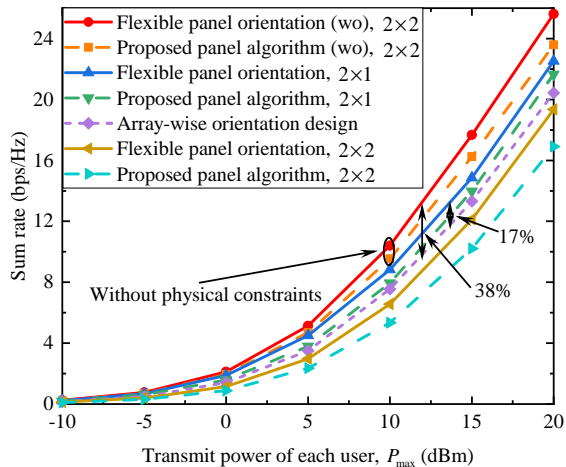 Flexible panel orientation (wo), 2×2
Proposed panel algorithm (wo), 2×2
Flexible panel orientation, 2×1
Proposed panel algorithm, 2×1
Array-wise orientation design
Flexible panel orientation, 2×2
Proposed panel algorithm, 2×2
Sum rate (bps/Hz)
24
20
16
12
8
4
0
17%
38%
Without physical constraints
-10 -5 0 5 10 15 20
Transmit power of each user, P_max (dBm)